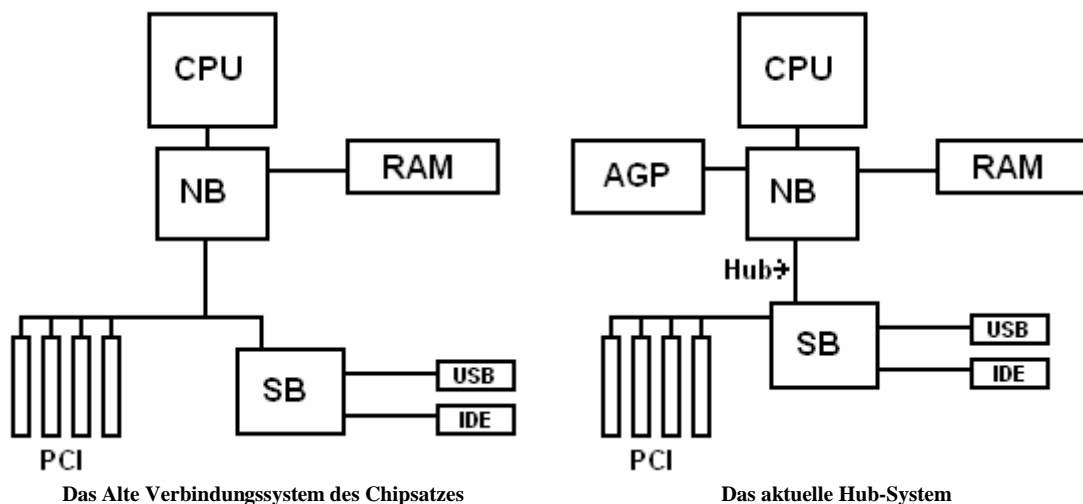 CPU
NB
RAM
SB
USB
IDE
PCI
Das Alte Verbindungssystem des Chipsatzes
CPU
AGP
NB
RAM
Hub→
SB
USB
IDE
PCI
Das aktuelle Hub-System